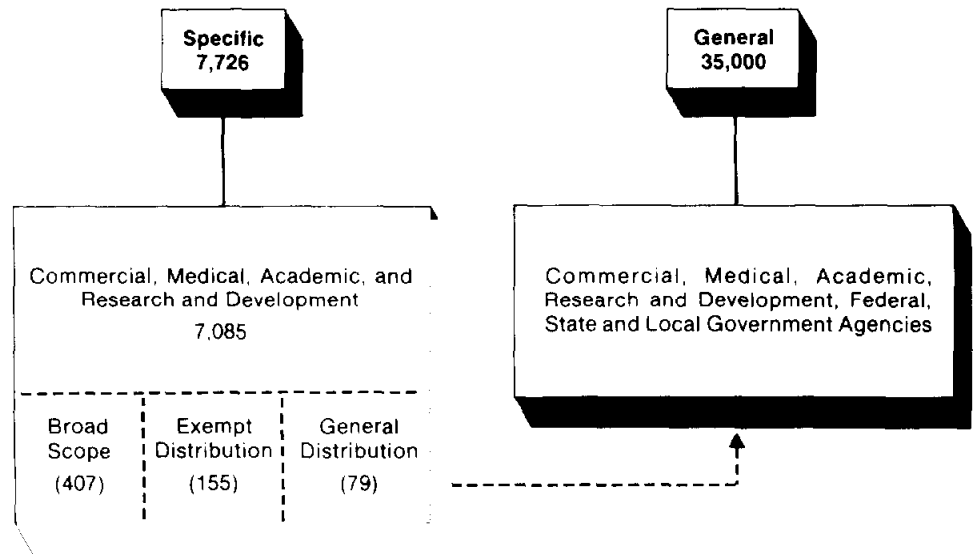 Specific
7,726
General
35,000
Commercial, Medical, Academic, and
Research and Development
7,085
Broad
Scope
(407)
Exempt
Distribution
(155)
General
Distribution
(79)
Commercial, Medical, Academic,
Research and Development, Federal,
State and Local Government Agencies